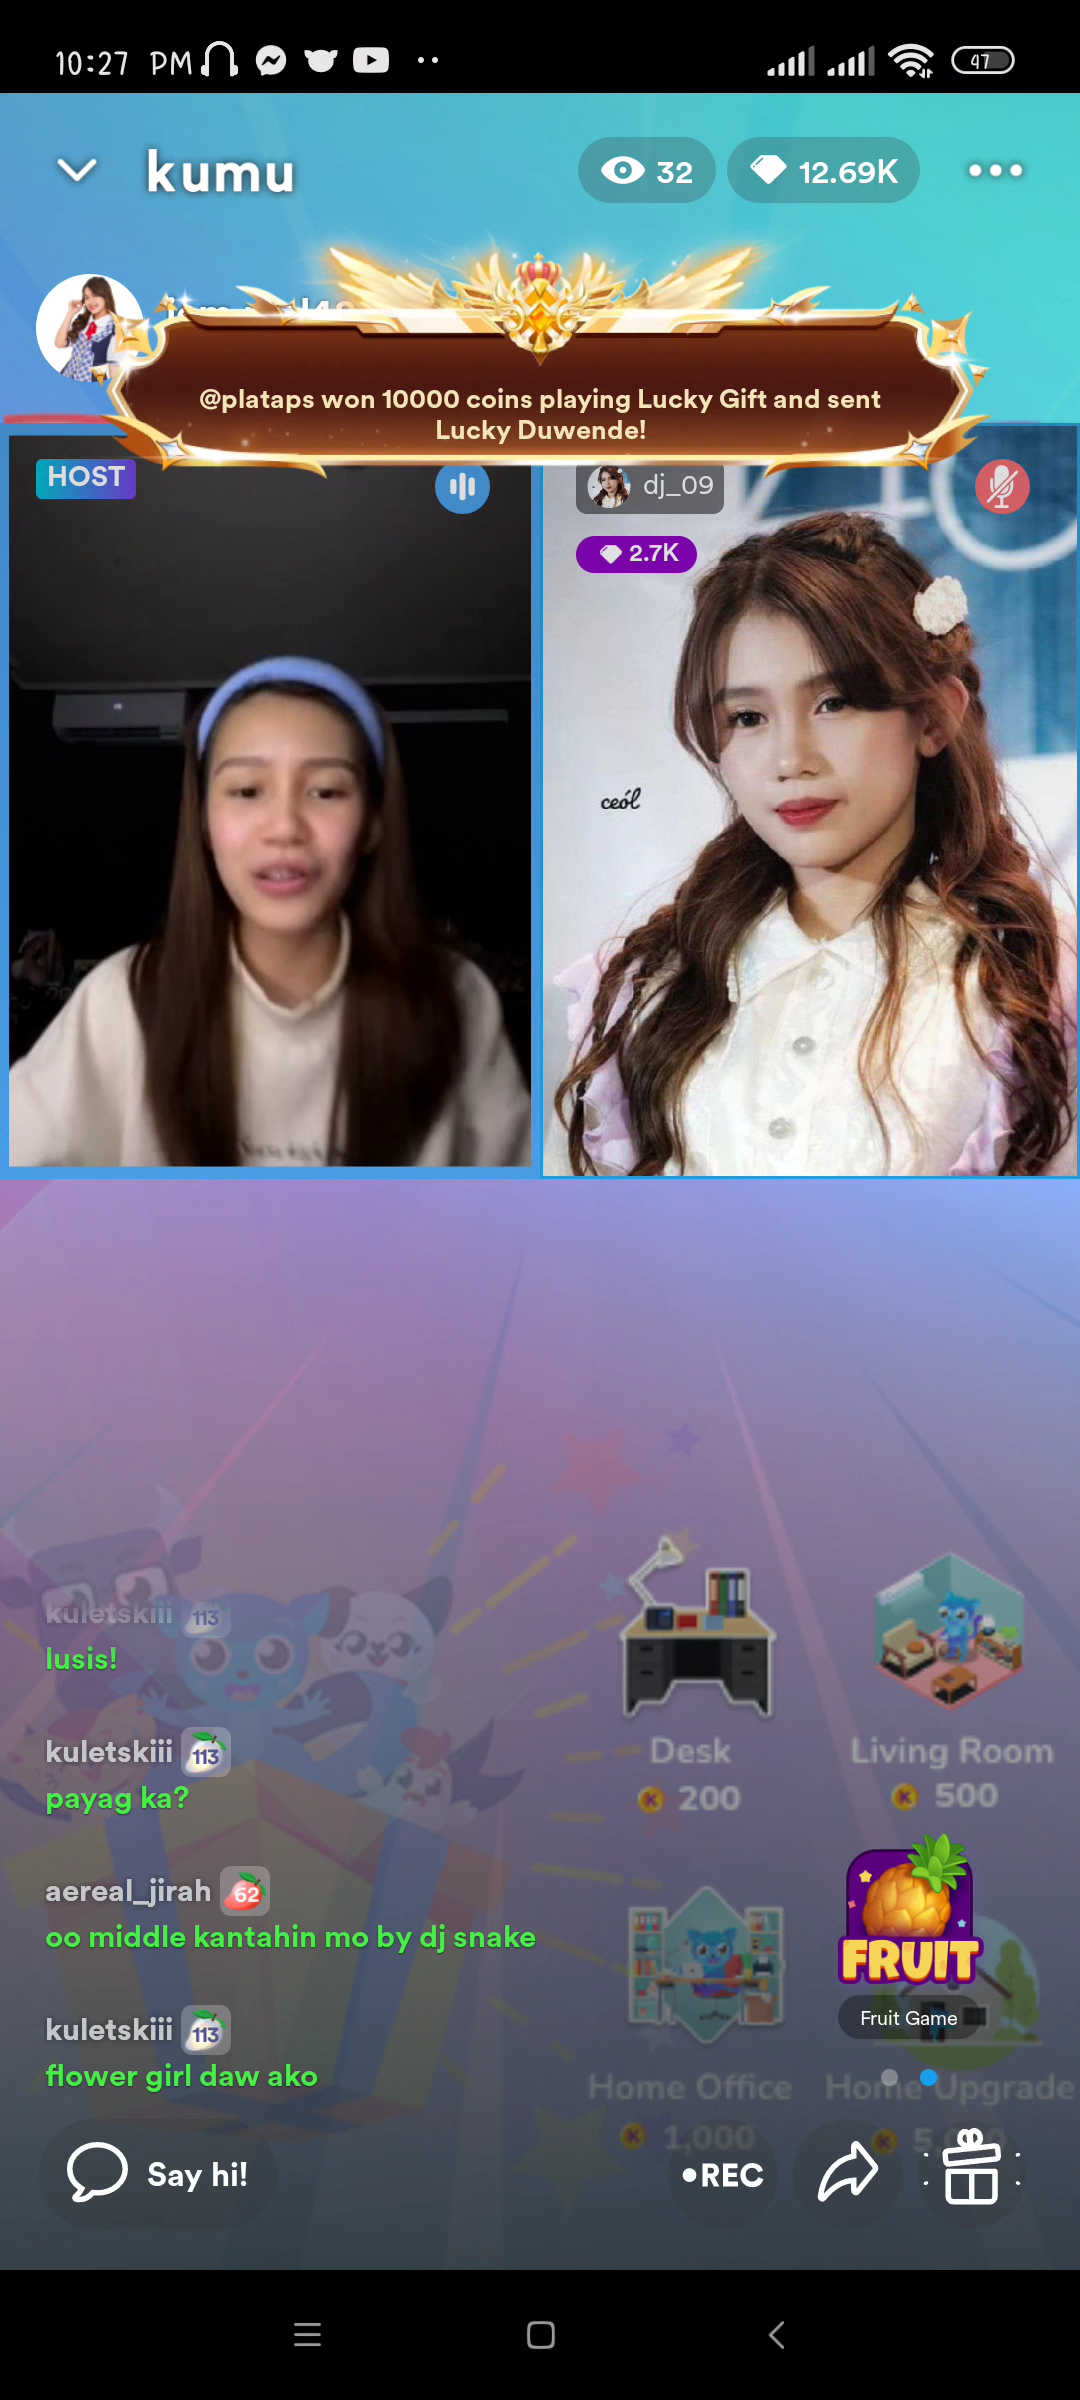 10:27 PM
47
kumu
32
12.69K
@plataps won 10000 coins playing Lucky Gift and sent
Lucky Duwende!
HOST
dj_09
2.7K
ceól
kuletskiii 113
lusis!
kuletskiii 113
payag ka?
aereal_jirah 62
oo middle kantahin mo by dj snake
kuletskiii 113
flower girl daw ako
Desk
200
Living Room
500
FRUIT
Fruit Game
Home Office
1,000
Home Upgrade
Say hi!
REC